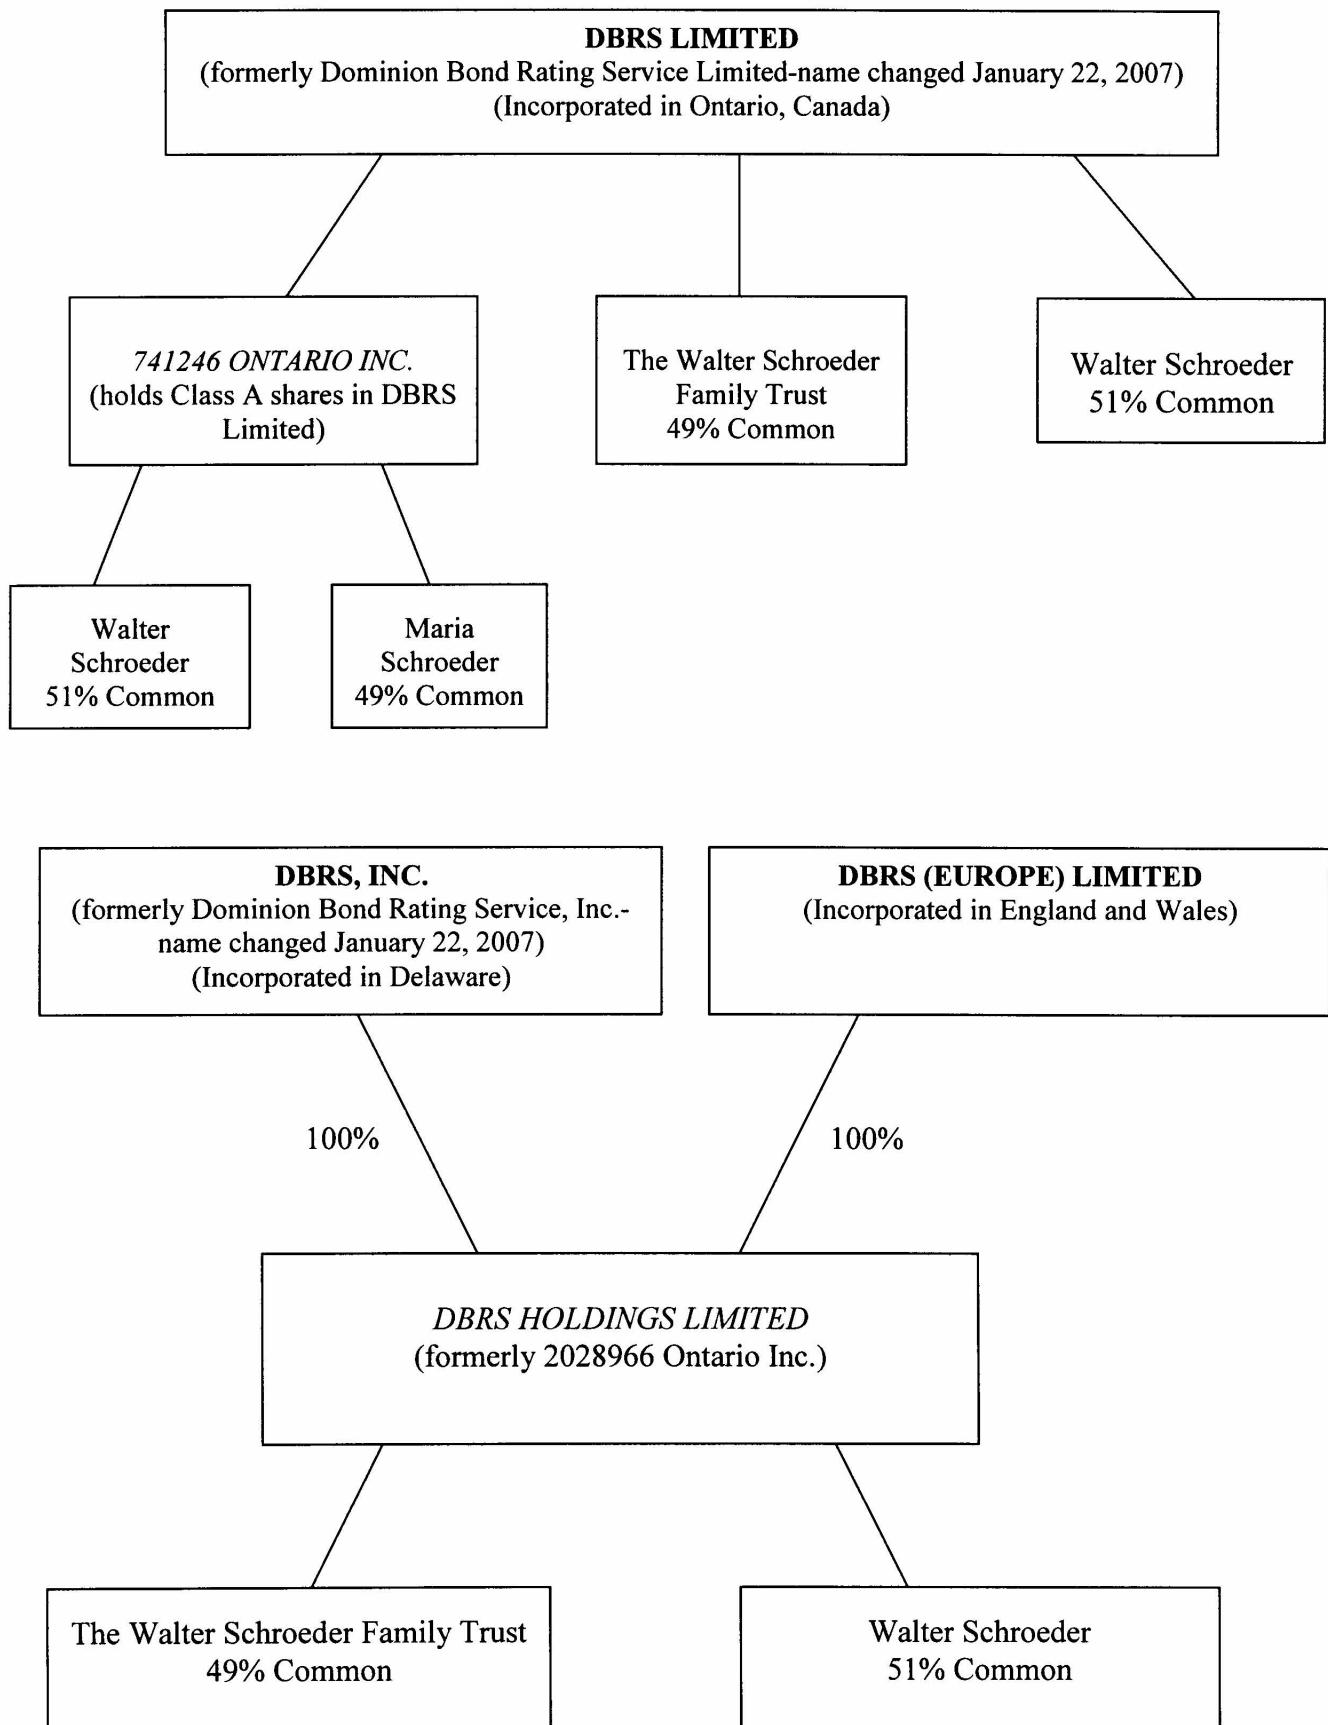 DBRS LIMITED
(formerly Dominion Bond Rating Service Limited-name changed January 22, 2007)
(Incorporated in Ontario, Canada)
741246 ONTARIO INC.
(holds Class A shares in DBRS
Limited)
The Walter Schroeder
Family Trust
49% Common
Walter Schroeder
51% Common
Walter
Schroeder
51% Common
Maria
Schroeder
49% Common
DBRS, INC.
(formerly Dominion Bond Rating Service, Inc.-
name changed January 22, 2007)
(Incorporated in Delaware)
DBRS (EUROPE) LIMITED
(Incorporated in England and Wales)
100%
100%
DBRS HOLDINGS LIMITED
(formerly 2028966 Ontario Inc.)
The Walter Schroeder Family Trust
49% Common
Walter Schroeder
51% Common